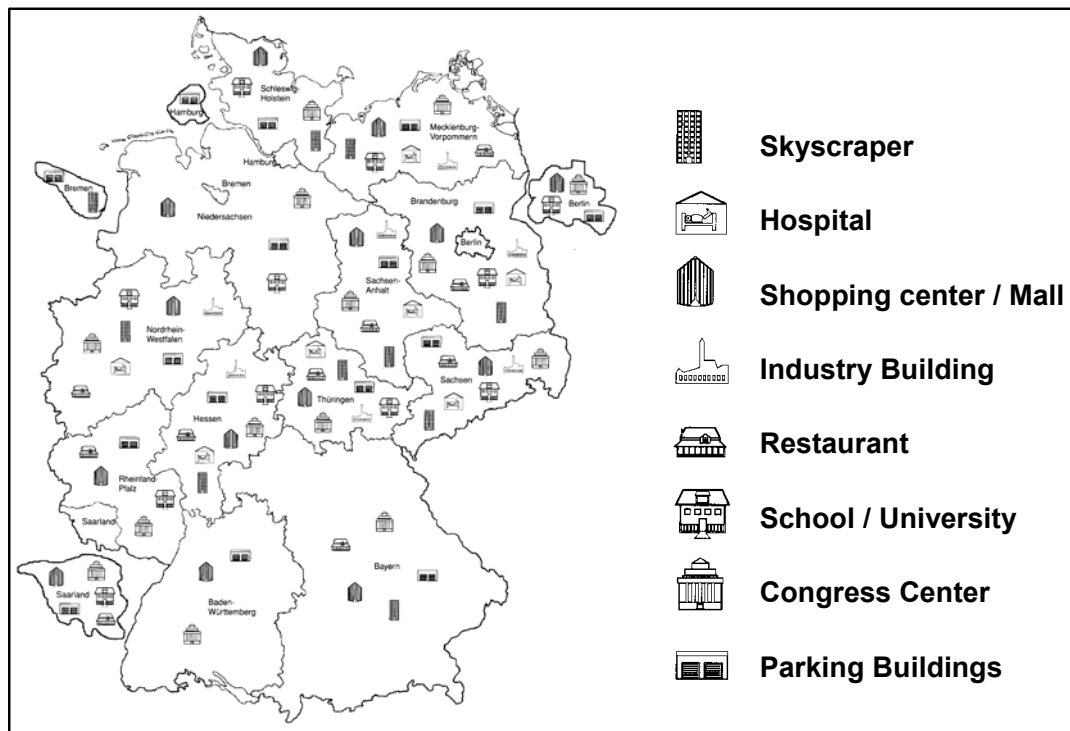 Schleswig-
Holstein
Hamburg
Mecklenburg-
Vorpommern
Hamburg
Bremen
Bremen
Niedersachsen
Brandenburg
Berlin
Berlin
Sachsen-
Anhalt
Nordrhein-
Westfalen
Sachsen
Thüringen
Hessen
Rheinland-
Pfalz
Saarland
Saarland
Bayern
Baden-
Württemberg
Skyscraper
Hospital
Shopping center / Mall
Industry Building
Restaurant
School / University
Congress Center
Parking Buildings